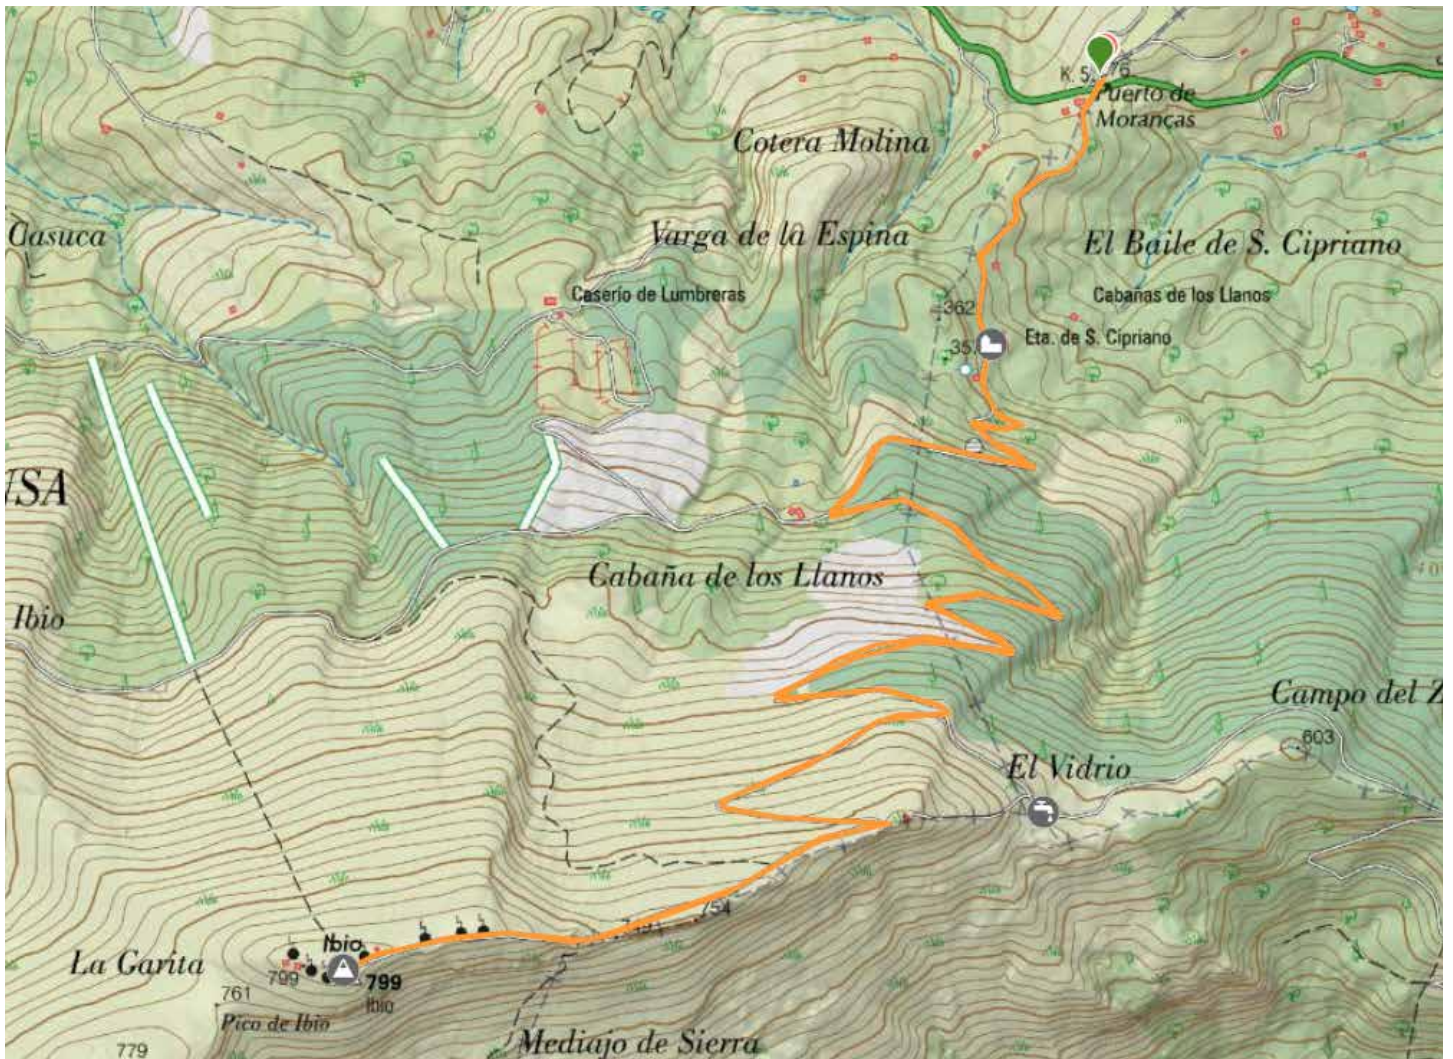 K. 5
76
Puerto de
Morancas
Cotera Molina
Casuca
Varga de la Espina
El Baile de S. Cipriano
Caserío de Lumbreras
Cabañas de los Llanos
362
Eta. de S. Cipriano
35
Cabaña de los Llanos
Ibio
Campo del Z
603
El Vidrio
754
Ibio
La Garita
799
799
Ibio
761
Pico de Ibio
Mediajo de Sierra
779